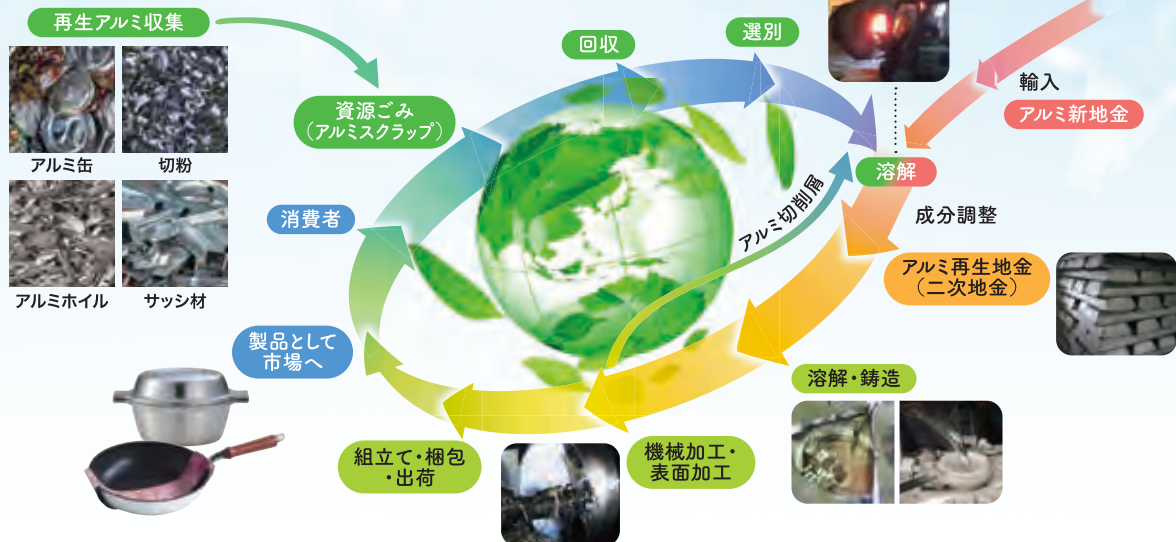 再生アルミ収集
アルミ缶
切粉
アルミホイル
サッシ材
資源ごみ
（アルミスクラップ）
回収
選別
輸入
アルミ新地金
溶解
成分調整
アルミ再生地金
（二次地金）
アルミ切削屑
溶解・鋳造
機械加工・
表面加工
組立て・梱包
・出荷
製品として
市場へ
消費者